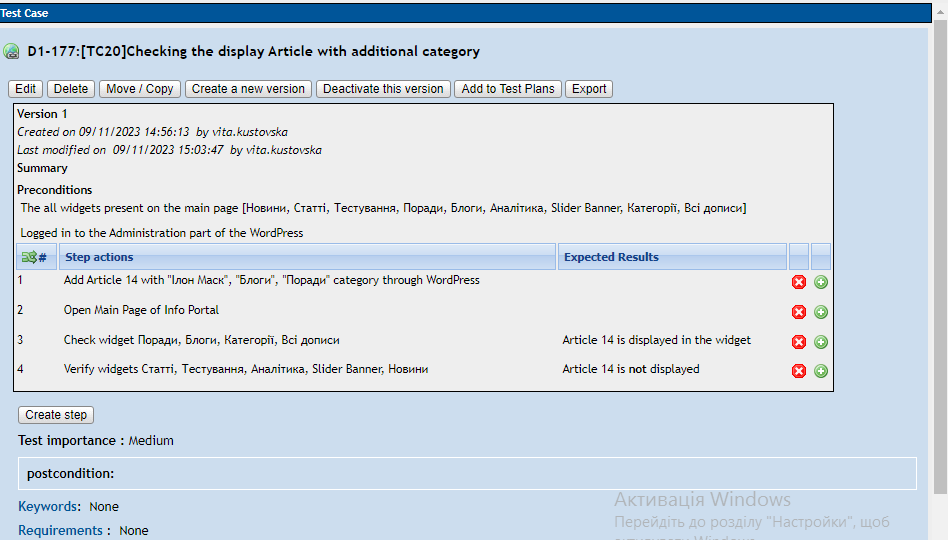 Test Case
D1-177:[TC20]Checking the display Article with additional category
Edit Delete Move / Copy Create a new version Deactivate this version Add to Test Plans Export
Version 1
Created on 09/11/2023 14:56:13 by vita.kustovska
Last modified on 09/11/2023 15:03:47 by vita.kustovska
Summary
Preconditions
The all widgets present on the main page [Новини, Статті, Тестування, Поради, Блоги, Аналітика, Slider Banner, Категорії, Всі дописи]
Logged in to the Administration part of the WordPress
# Step actions Expected Results
1 Add Article 14 with "Ілон Маск", "Блоги", "Поради" category through WordPress
2 Open Main Page of Info Portal
3 Check widget Поради, Блоги, Категорії, Всі дописи Article 14 is displayed in the widget
4 Verify widgets Статті, Тестування, Аналітика, Slider Banner, Новини Article 14 is not displayed
Create step
Test importance : Medium
postcondition:
Keywords: None
Requirements : None
Активація Windows
Перейдіть до розділу "Настройки", щоб